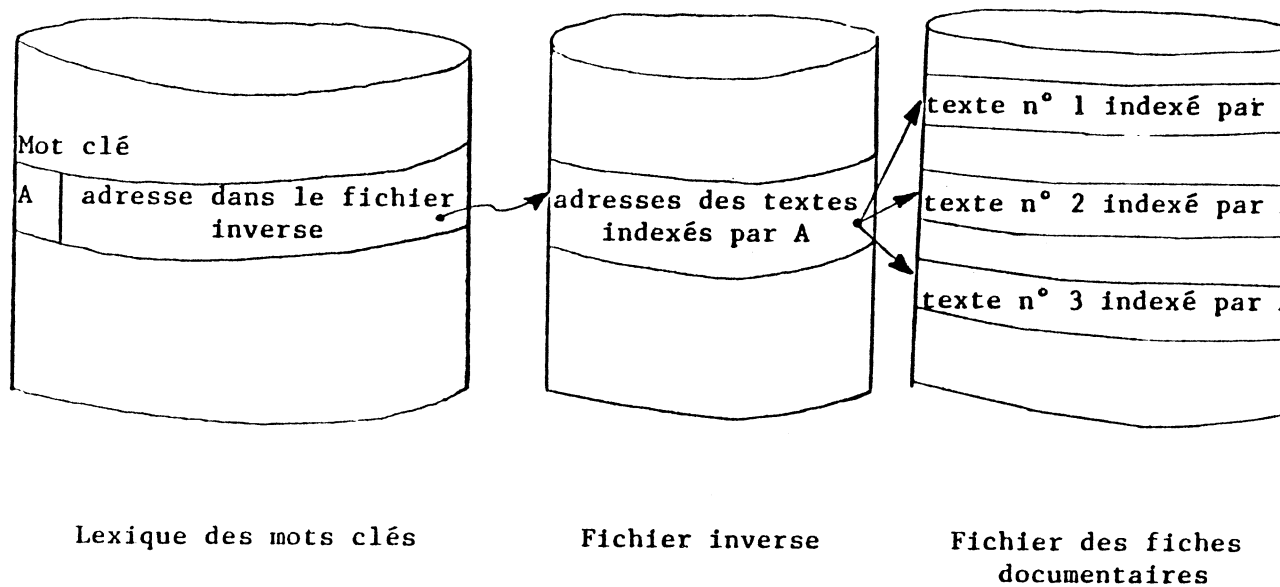 Mot clé
A
adresse dans le fichier
inverse
adresses des textes
indexés par A
texte n° 1 indexé par
texte n° 2 indexé par
texte n° 3 indexé par
Lexique des mots clés
Fichier inverse
Fichier des fiches
documentaires